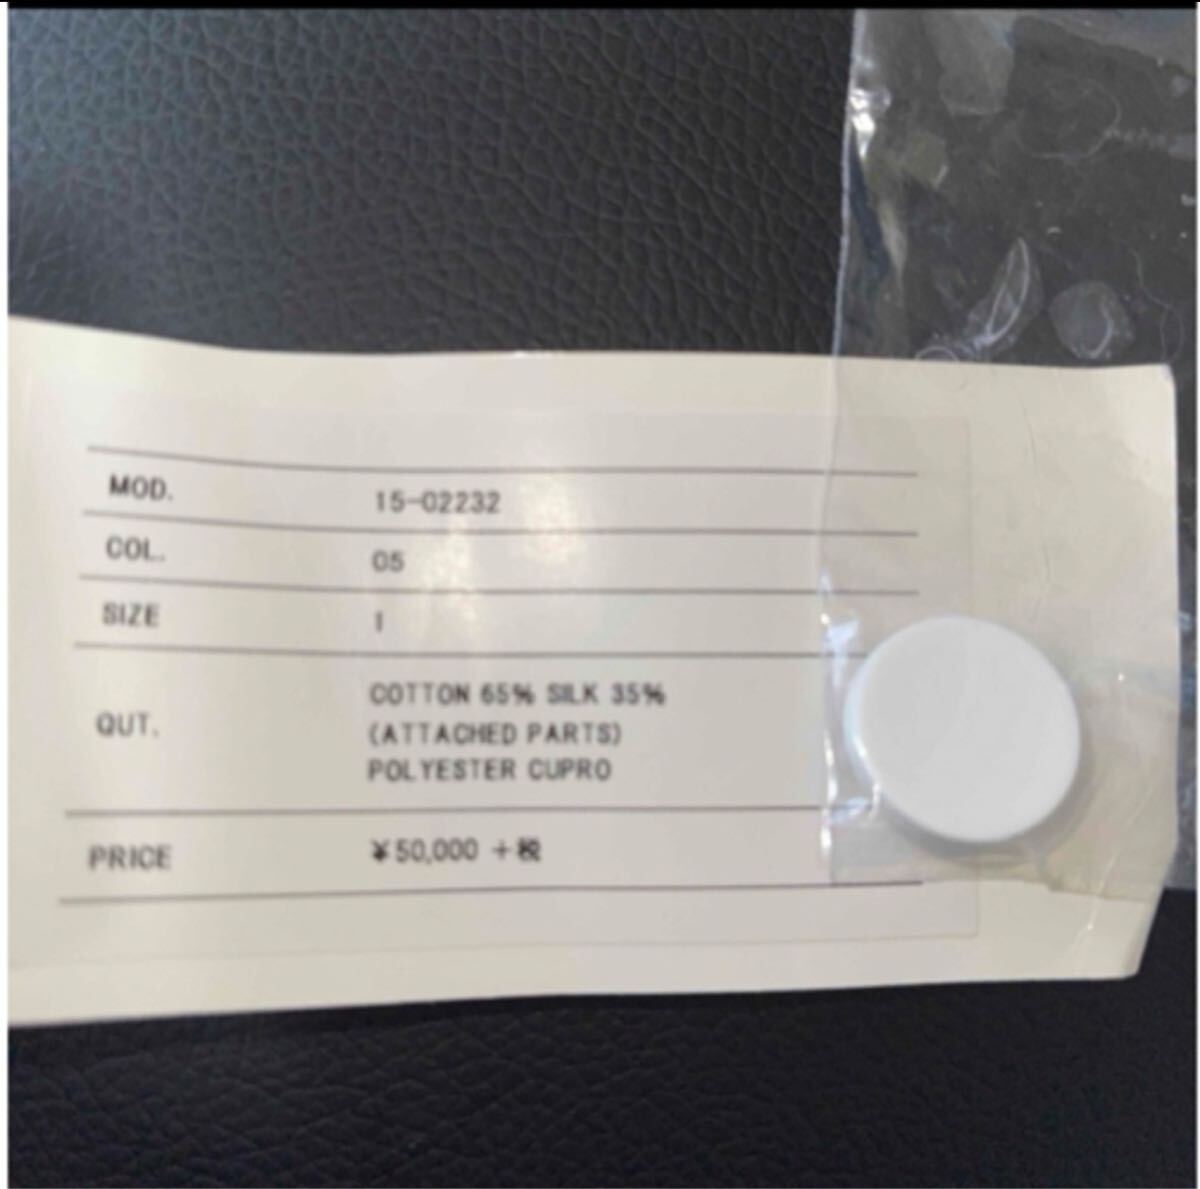 MOD. 15-02232
COL. 05
SIZE 1
QUT. COTTON 65% SILK 35%
(ATTACHED PARTS)
POLYESTER CUPRO
PRICE ¥50,000 +税